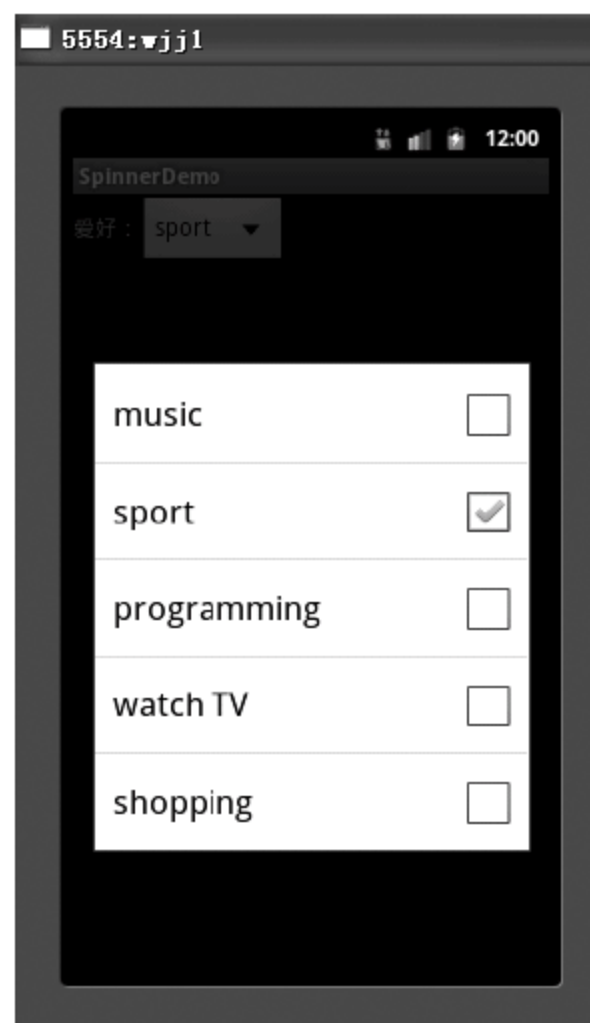 5554:wjj1
12:00
SpinnerDemo
爱好： sport
music
sport
programming
watch TV
shopping